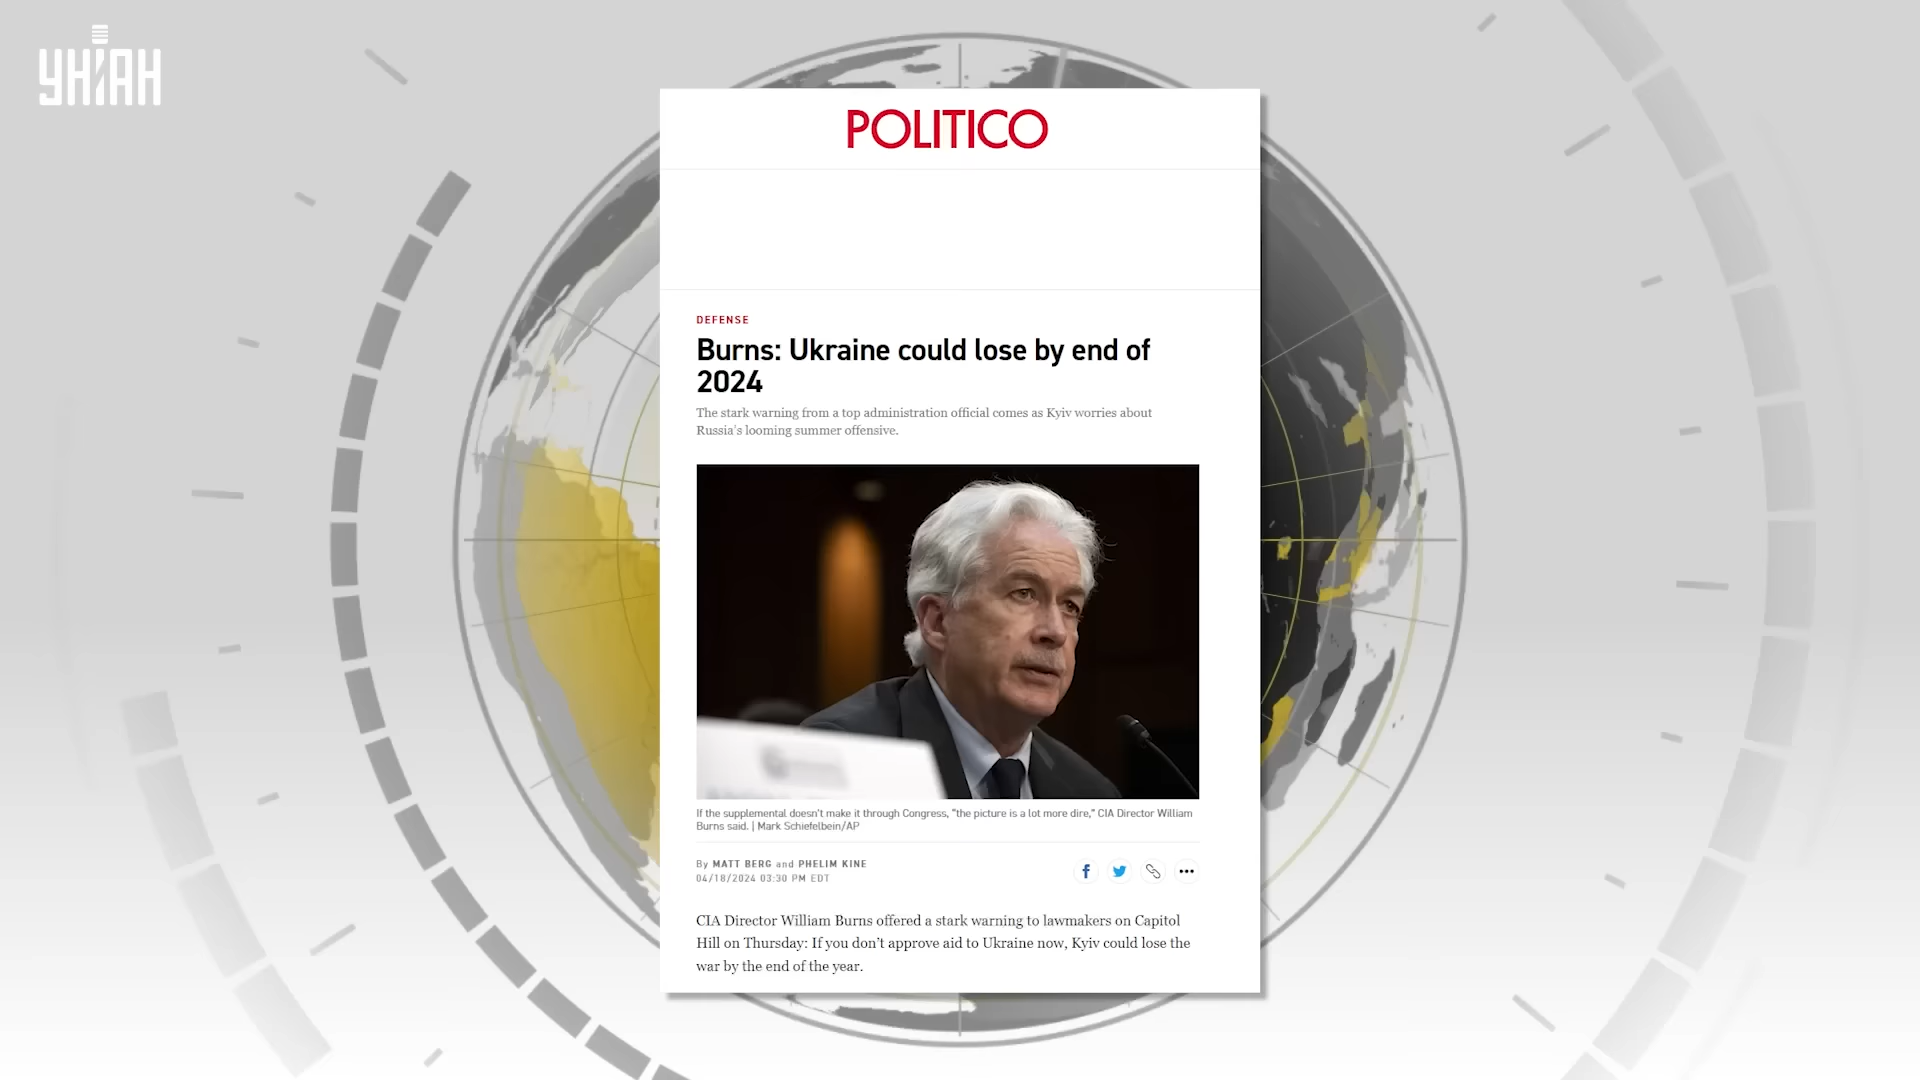 УНІАН
POLITICO
DEFENSE
Burns: Ukraine could lose by end of
2024
The stark warning from a top administration official comes as Kyiv worries about
Russia's looming summer offensive.
If the supplemental doesn't make it through Congress, "the picture is a lot more dire," CIA Director William
Burns said. | Mark Schiefelbein/AP
By MATT BERG and PHELIM KINE
04/18/2024 03:30 PM EDT
CIA Director William Burns offered a stark warning to lawmakers on Capitol
Hill on Thursday: If you don't approve aid to Ukraine now, Kyiv could lose the
war by the end of the year.